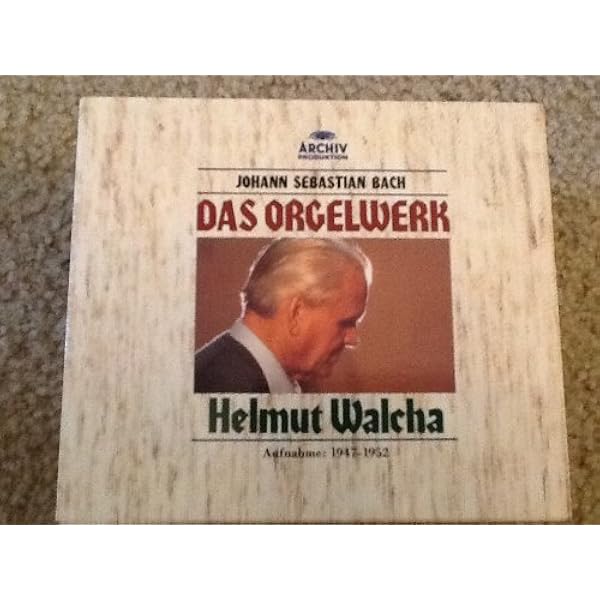 ARCHIV
PRODUKTION
JOHANN SEBASTIAN BACH
DAS ORGELWERK
Helmut Walcha
Aufnahme: 1947-1952